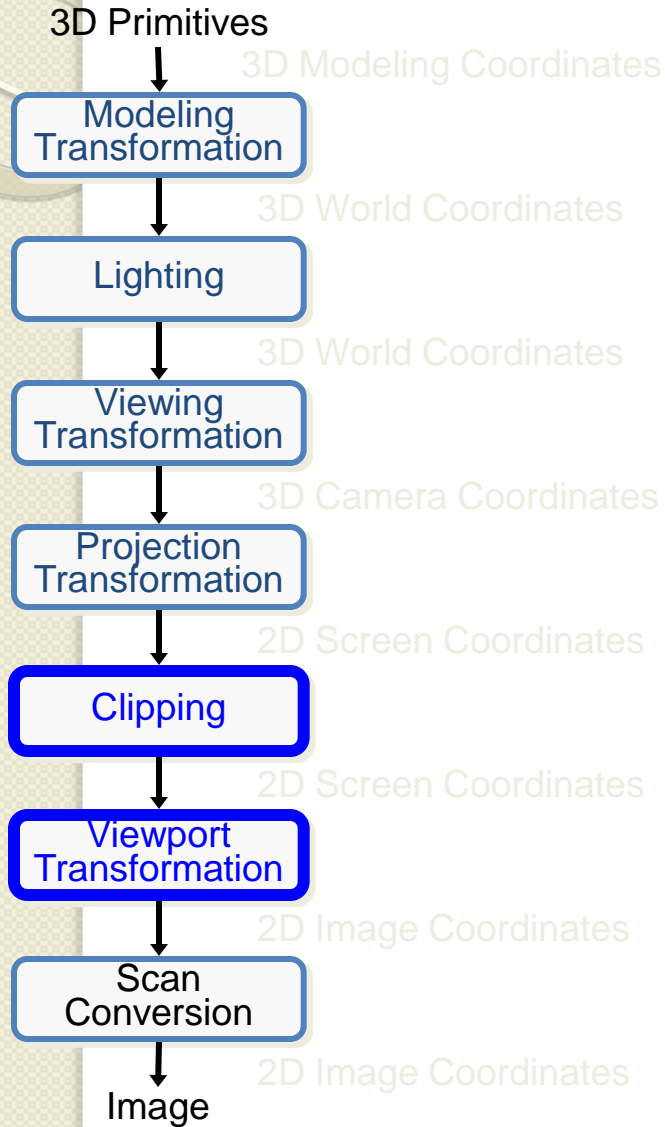 3D Primitives
3D Modeling Coordinates
Modeling
Transformation
3D World Coordinates
Lighting
3D World Coordinates
Viewing
Transformation
3D Camera Coordinates
Projection
Transformation
2D Screen Coordinates
Clipping
2D Screen Coordinates
Viewport
Transformation
2D Image Coordinates
Scan
Conversion
2D Image Coordinates
Image